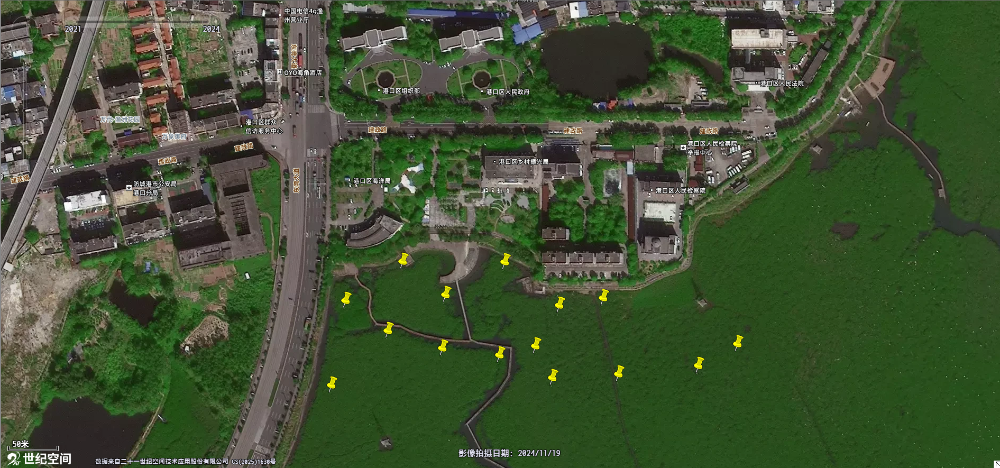 中国电信4g渔
州营业厅
2021
2024
OYO海角酒店
港口区组织部
港口区人民政府
港口区人民法院
万代·渔洲花园
港口区群众
信访服务中心
万象御府
建政路
建政路
建政路
建政路
建政路
建政路
港口区人民检察院
举报中心
港口区乡村振兴局
防城港市公安局
港口分局
港口区海洋局
港口区人民检察院
50米
世纪空间
数据来自二十一世纪空间技术应用股份有限公司 GS(2025)1630号
影像拍摄日期: 2024/11/19